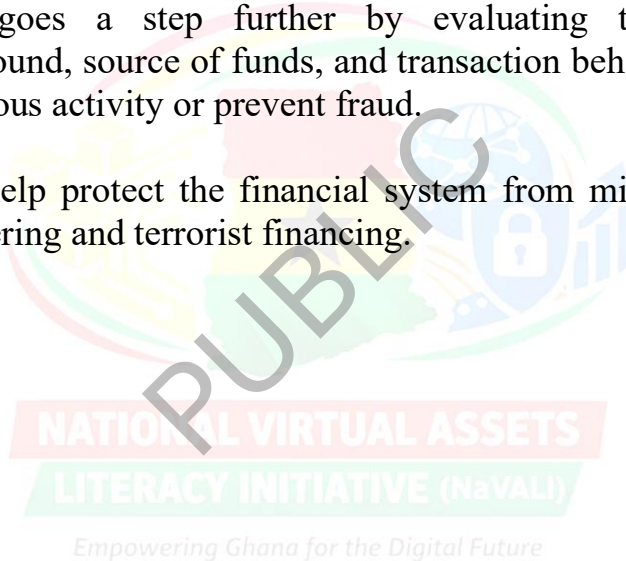 goes a step further by evaluating t
ound, source of funds, and transaction beh
ous activity or prevent fraud.
elp protect the financial system from mi
ering and terrorist financing.
PUBLIC
NATIONAL VIRTUAL ASSETS
LITERACY INITIATIVE (NaVALI)
Empowering Ghana for the Digital Future